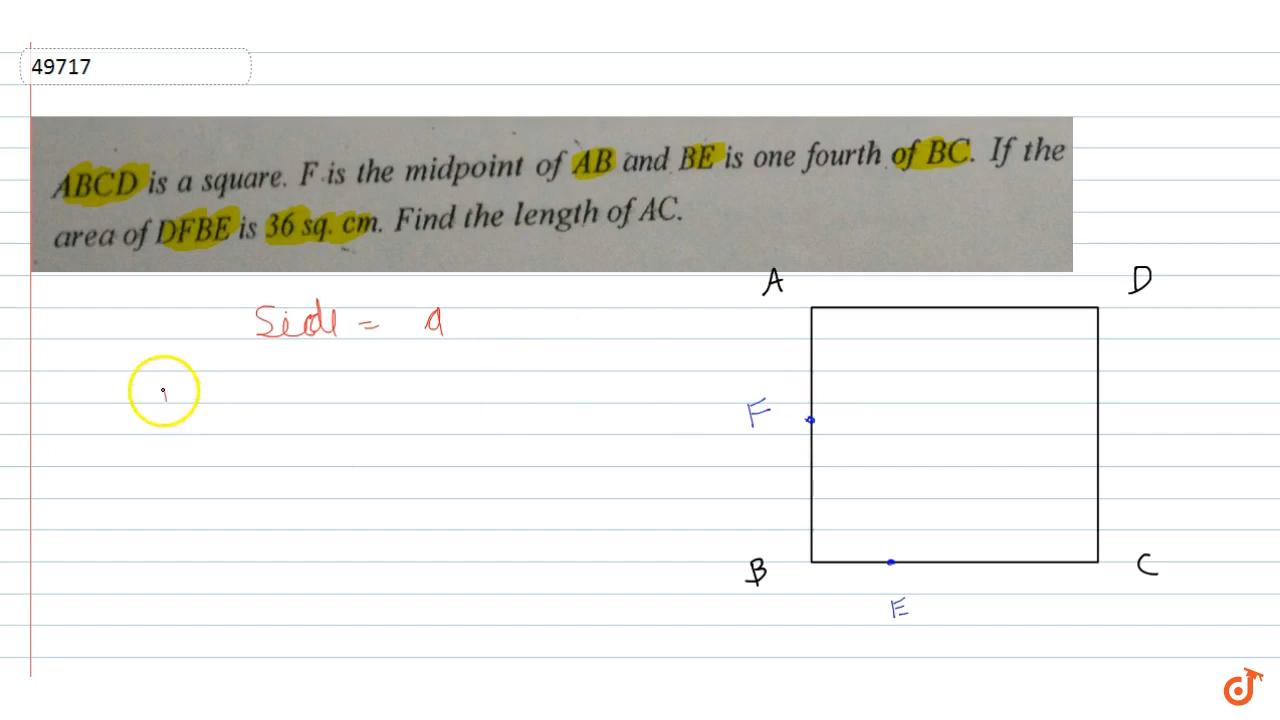 49717
ABCD is a square. F is the midpoint of AB and BE is one fourth of BC. If the
area of DFBE is 36 sq. cm. Find the length of AC.
A
D
Side = a
F
B
C
E